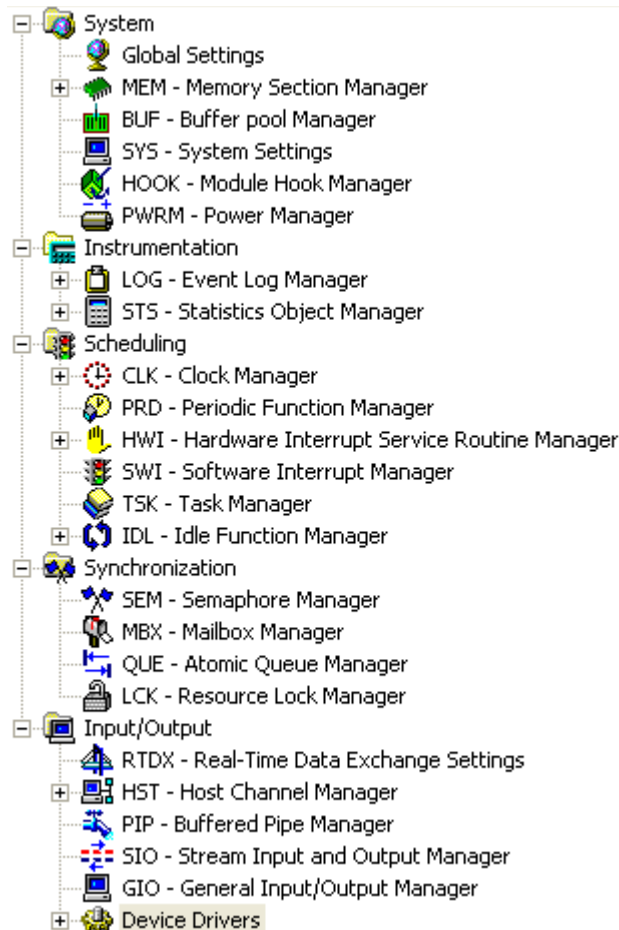 System
Global Settings
MEM - Memory Section Manager
BUF - Buffer pool Manager
SYS - System Settings
HOOK - Module Hook Manager
PWRM - Power Manager
Instrumentation
LOG - Event Log Manager
STS - Statistics Object Manager
Scheduling
CLK - Clock Manager
PRD - Periodic Function Manager
HWI - Hardware Interrupt Service Routine Manager
SWI - Software Interrupt Manager
TSK - Task Manager
IDL - Idle Function Manager
Synchronization
SEM - Semaphore Manager
MBX - Mailbox Manager
QUE - Atomic Queue Manager
LCK - Resource Lock Manager
Input/Output
RTDX - Real-Time Data Exchange Settings
HST - Host Channel Manager
PIP - Buffered Pipe Manager
SIO - Stream Input and Output Manager
GIO - General Input/Output Manager
Device Drivers